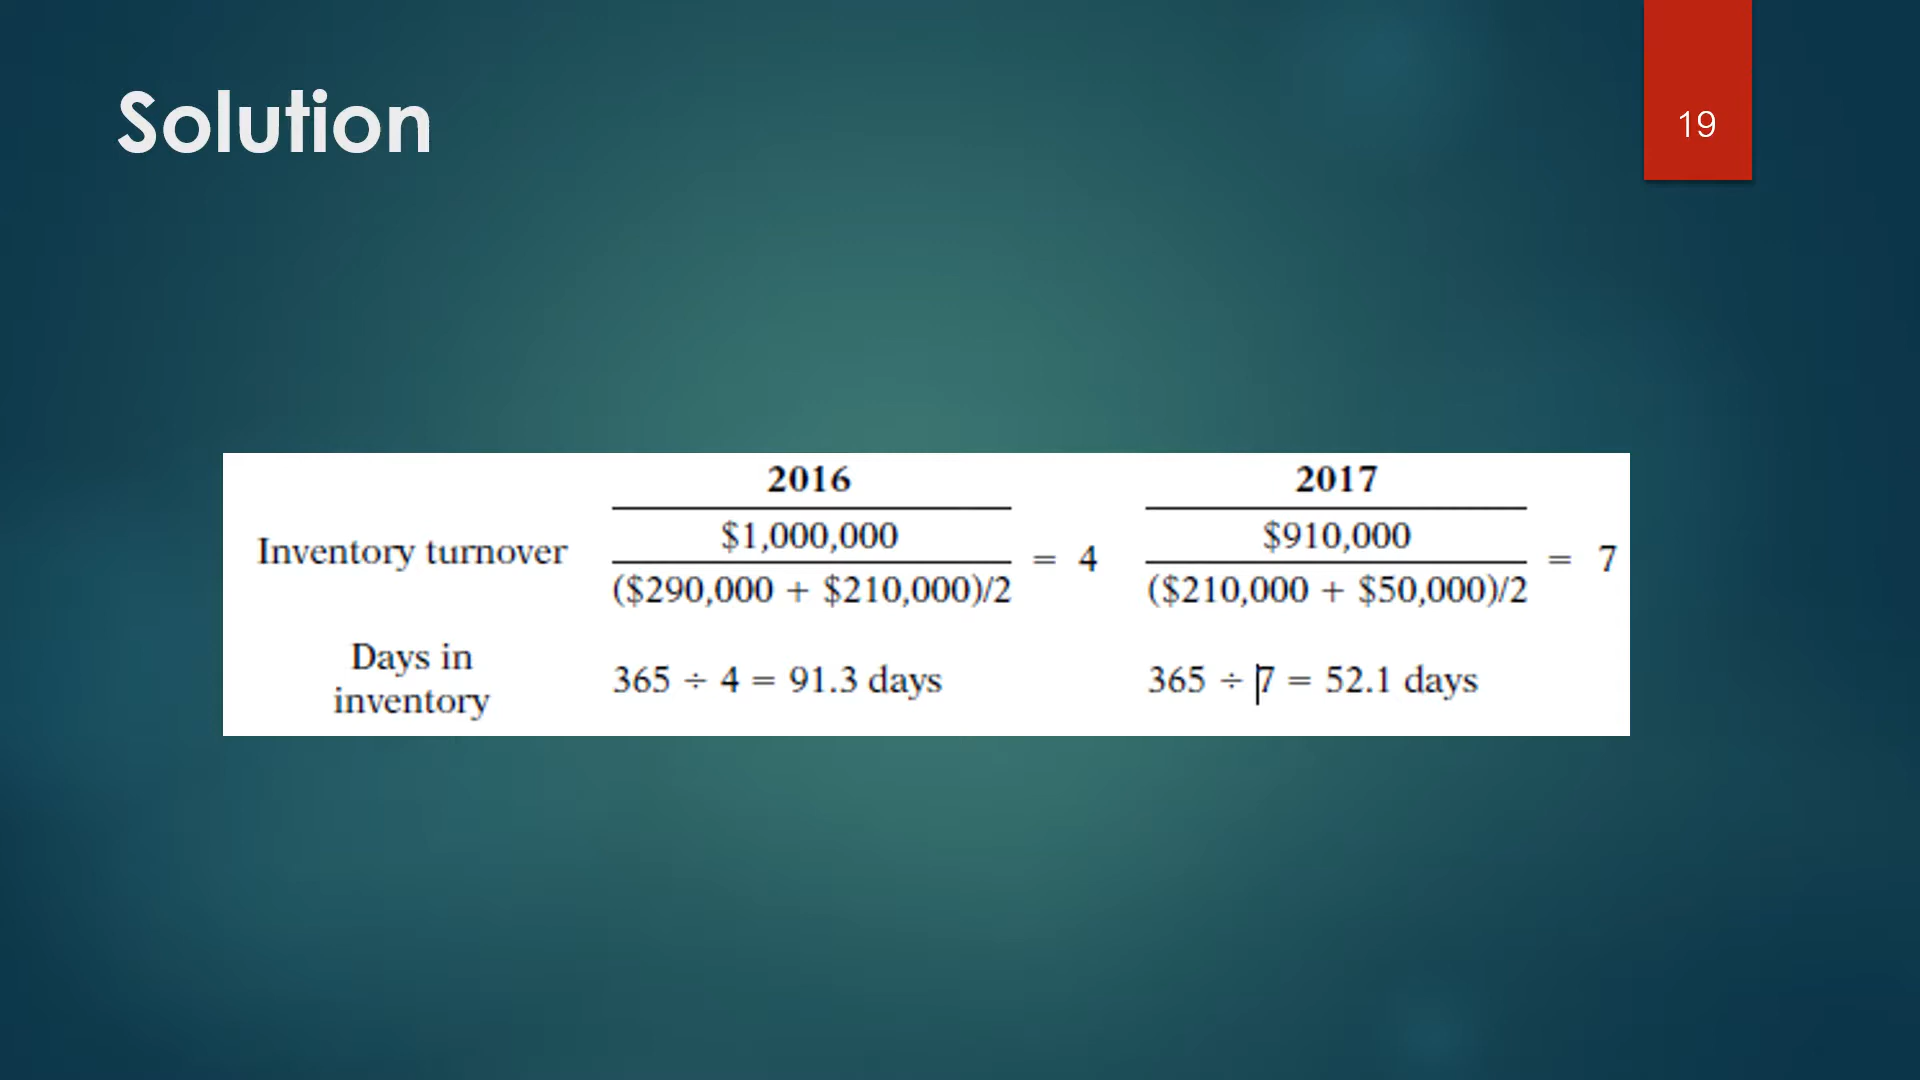 Solution
19
2016 2017
Inventory turnover $1,000,000 / ($290,000 + $210,000)/2 = 4 $910,000 / ($210,000 + $50,000)/2 = 7
Days in
inventory 365 ÷ 4 = 91.3 days 365 ÷ 7 = 52.1 days